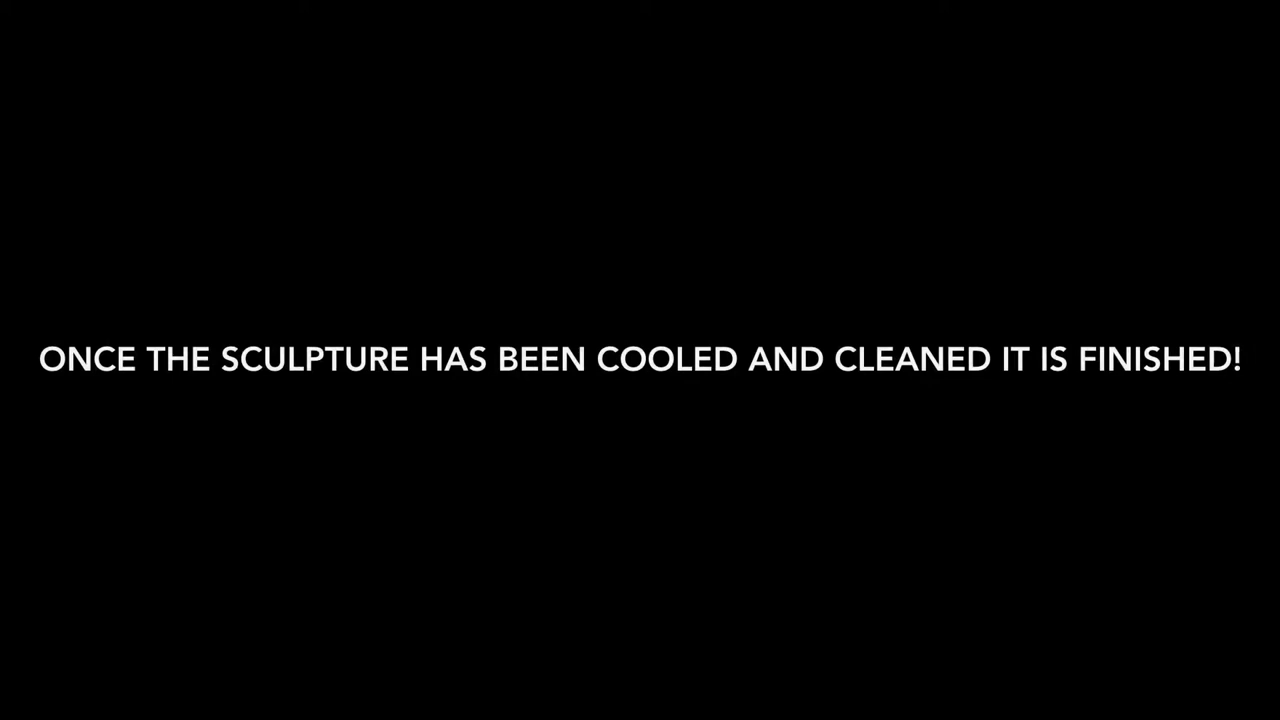 ONCE THE SCULPTURE HAS BEEN COOLED AND CLEANED IT IS FINISHED!